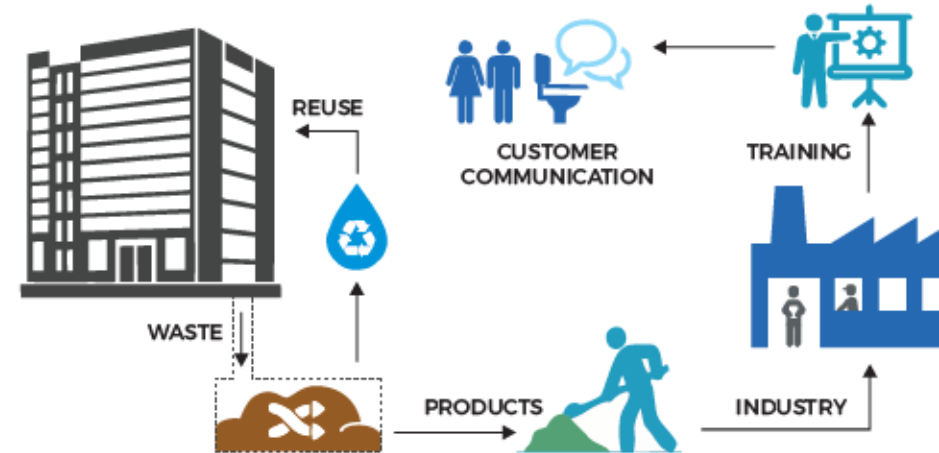 REUSE
CUSTOMER
COMMUNICATION
TRAINING
WASTE
PRODUCTS
INDUSTRY